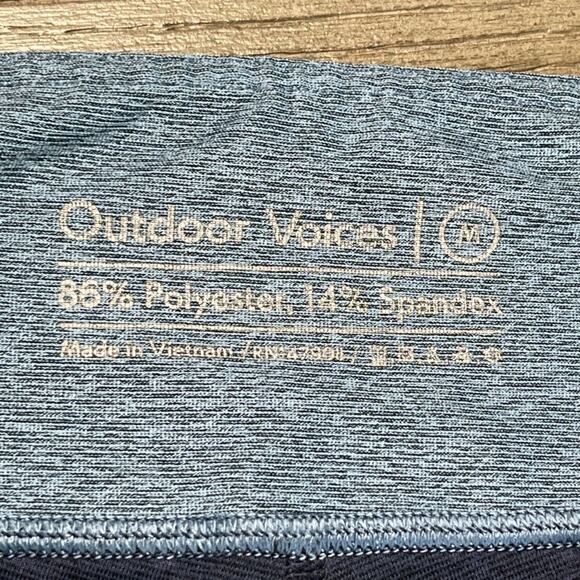 Outdoor Voices | M
86% Polyester, 14% Spandex
Made in Vietnam /